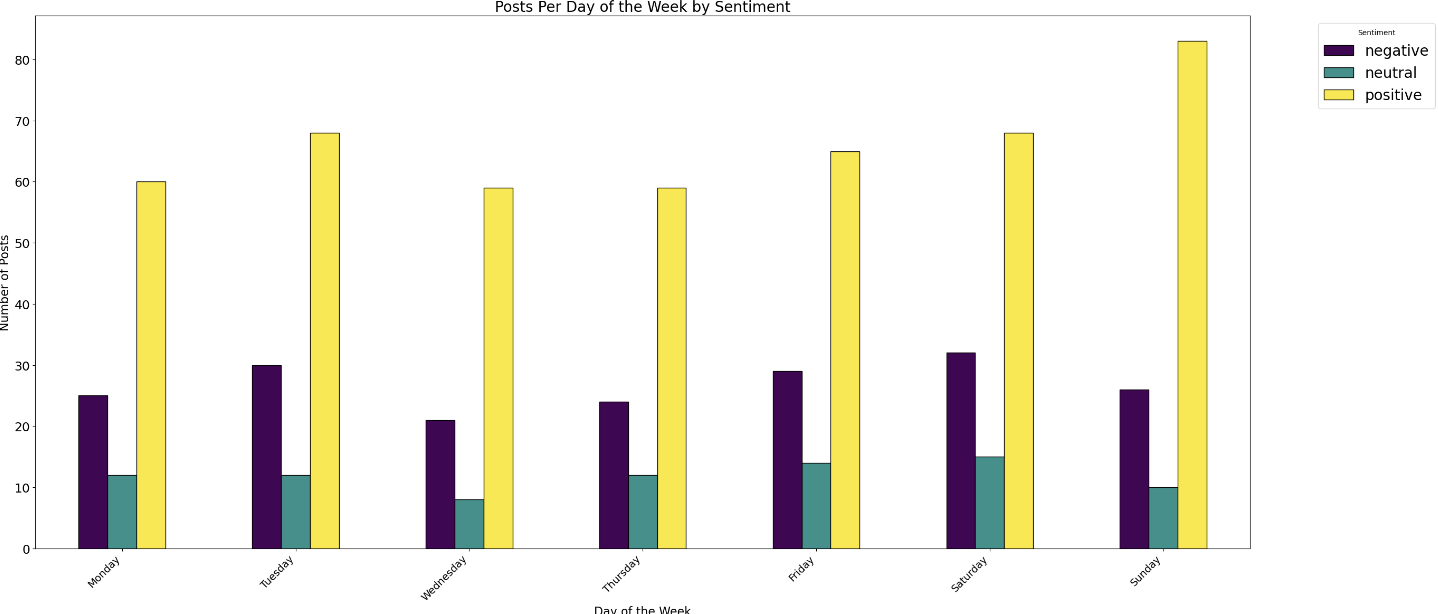 Posts Per Day of the Week by Sentiment
Sentiment
negative
neutral
positive
Number of Posts
80
70
60
50
40
30
20
10
0
Monday
Tuesday
Wednesday
Thursday
Friday
Saturday
Sunday
Day of the Week